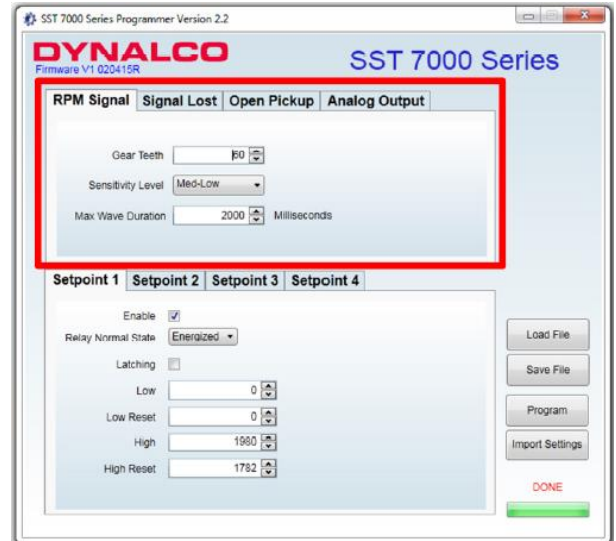 SST 7000 Series Programmer Version 2.2
DYNALCO
Firmware V1 020415R
SST 7000 Series
RPM Signal Signal Lost Open Pickup Analog Output
Gear Teeth 60
Sensitivity Level Med-Low
Max Wave Duration 2000 Milliseconds
Setpoint 1 Setpoint 2 Setpoint 3 Setpoint 4
Enable
Relay Normal State Energized
Latching
Low 0
Low Reset 0
High 1980
High Reset 1782
Load File
Save File
Program
Import Settings
DONE